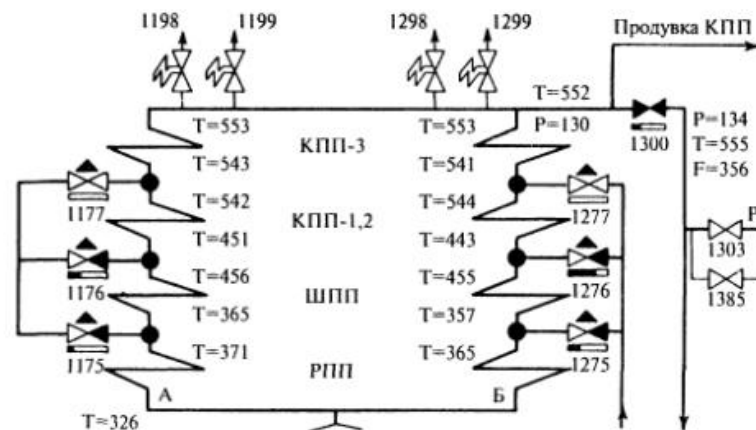 1198 1199 1298 1299
Продувка КПП
T=552
T=553 T=553 P=130
КПП-3
1300
P=134
T=555
F=356
T=543 T=541
1177 T=542 КПП-1,2 T=544 1277
T=451 T=443
1303
P
1176 T=456 T=455 1276
1385
ШПП
T=365 T=357
1175 T=371 T=365 1275
РПП
А Б
T=326